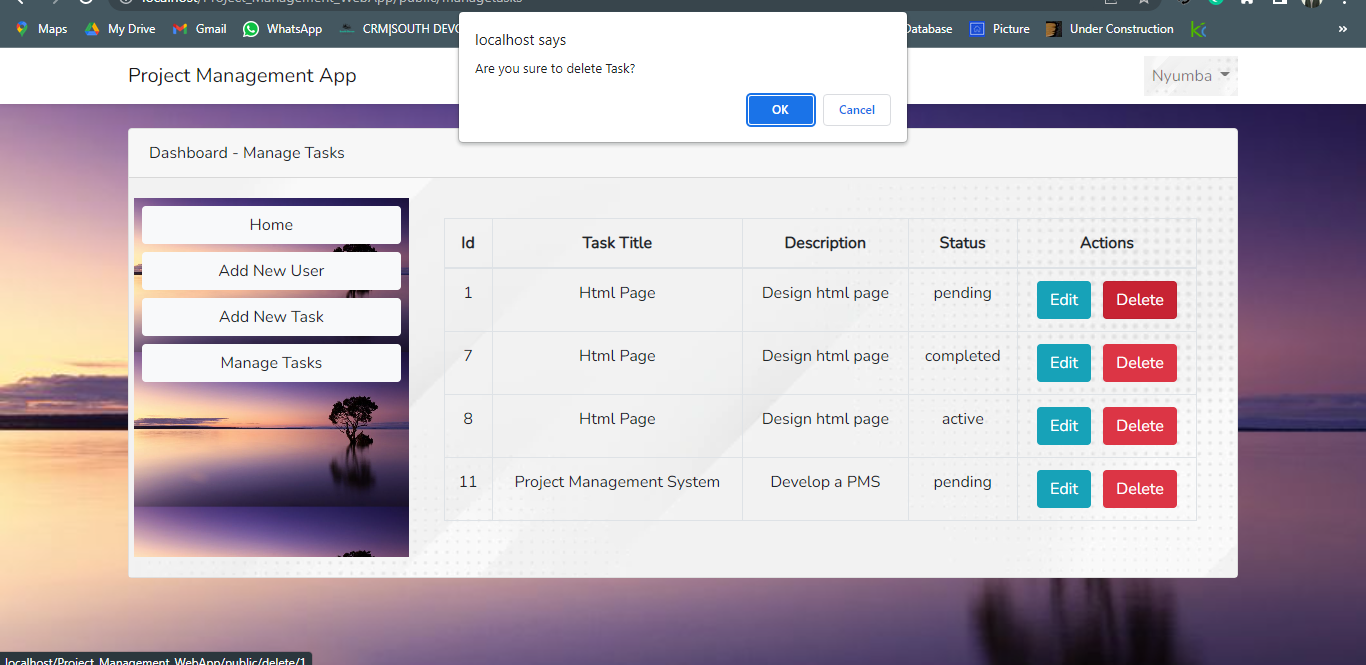 localhost/Project_Management_WebApp/public/managetasks
Maps My Drive Gmail WhatsApp CRM|SOUTH DEVO Database Picture Under Construction »
localhost says
Are you sure to delete Task?
OK Cancel
Project Management App Nyumba
Dashboard - Manage Tasks
Home
Add New User
Add New Task
Manage Tasks
Id Task Title Description Status Actions
1 Html Page Design html page pending Edit Delete
7 Html Page Design html page completed Edit Delete
8 Html Page Design html page active Edit Delete
11 Project Management System Develop a PMS pending Edit Delete
localhost/Project_Management_WebApp/public/delete/1